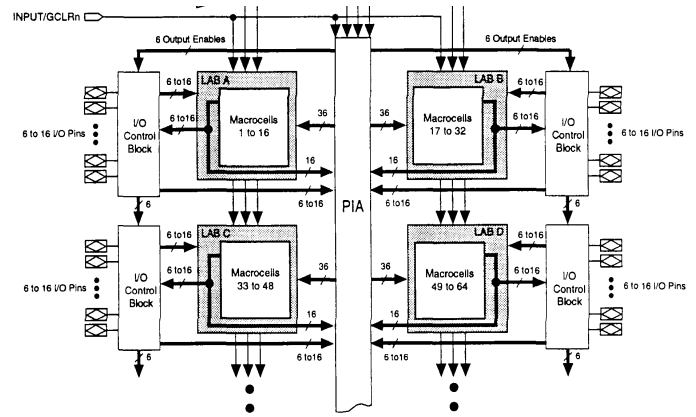 INPUT/GCLRn
6 Output Enables
6 Output Enables
LAB A
LAB B
6 to16
6 to16
6 to16
6 to16
Macrocells
1 to 16
36
36
Macrocells
17 to 32
I/O
Control
Block
I/O
Control
Block
6 to 16 I/O Pins
6 to 16 I/O Pins
16
16
6 to16
6 to16
6
6
PIA
LAB C
LAB D
6 to16
6 to16
6 to16
6 to16
Macrocells
33 to 48
36
36
Macrocells
49 to 64
I/O
Control
Block
I/O
Control
Block
6 to 16 I/O Pins
6 to 16 I/O Pins
16
16
6 to16
6 to16
6
6